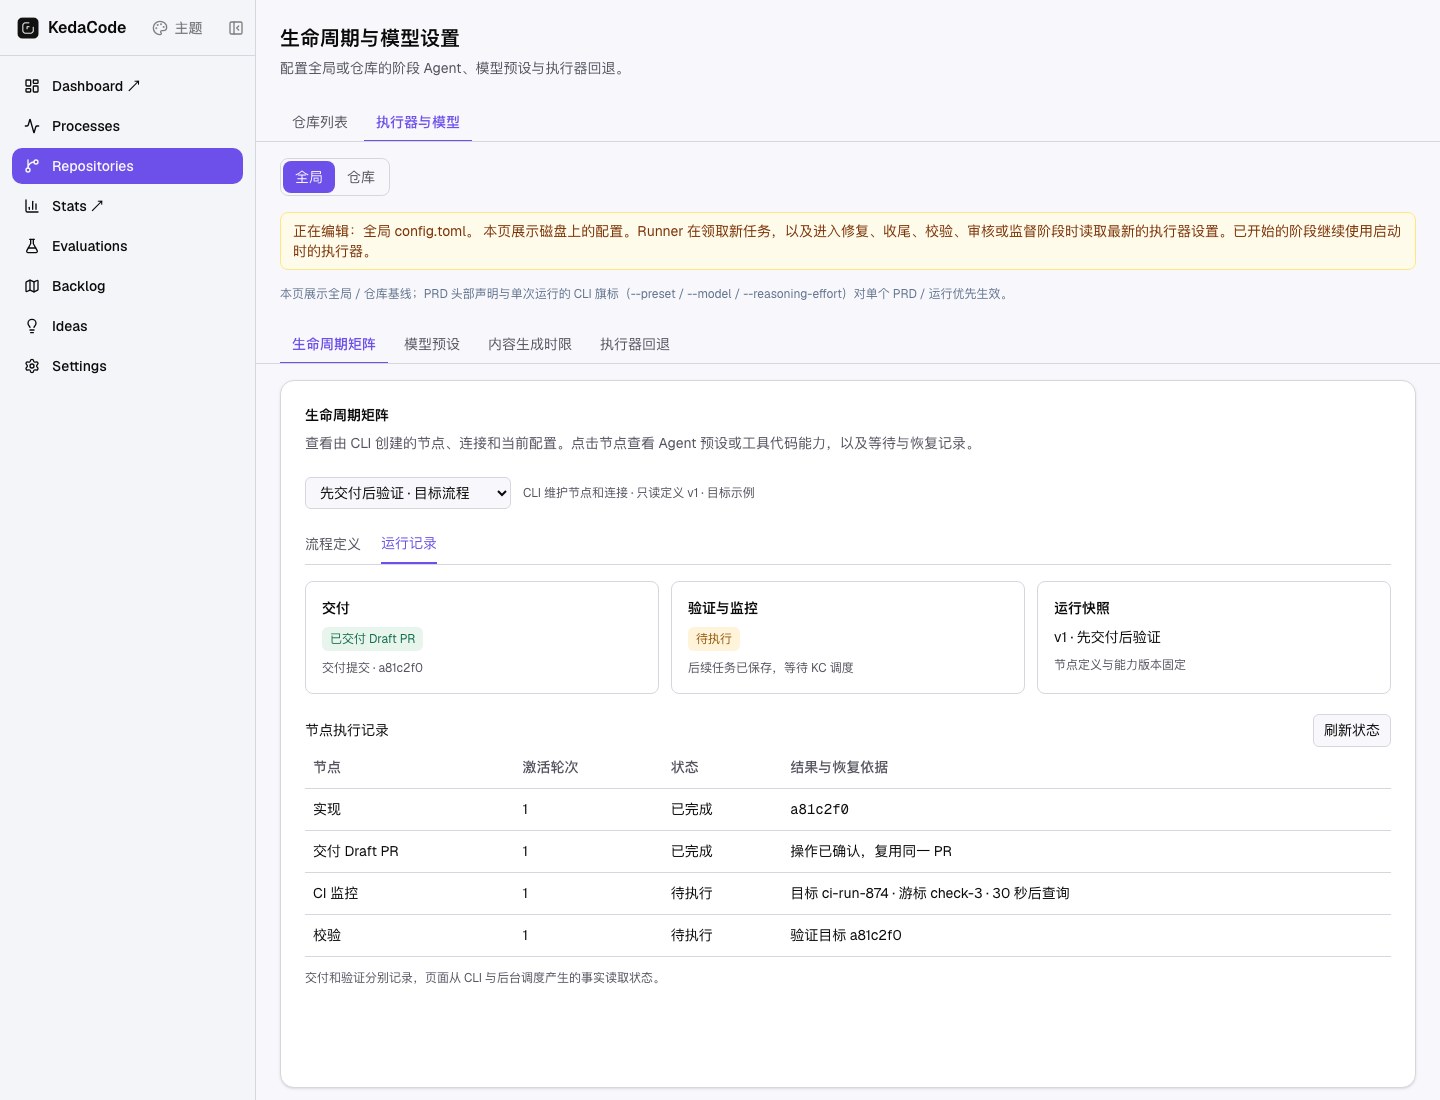 KedaCode
主题
Dashboard ↗
Processes
Repositories
Stats ↗
Evaluations
Backlog
Ideas
Settings
生命周期与模型设置
配置全局或仓库的阶段 Agent、模型预设与执行器回退。
仓库列表
执行器与模型
全局
仓库
正在编辑：全局 config.toml。 本页展示磁盘上的配置。Runner 在领取新任务，以及进入修复、收尾、校验、审核或监督阶段时读取最新的执行器设置。已开始的阶段继续使用启动
时的执行器。
本页展示全局 / 仓库基线；PRD 头部声明与单次运行的 CLI 旗标（--preset / --model / --reasoning-effort）对单个 PRD / 运行优先生效。
生命周期矩阵
模型预设
内容生成时限
执行器回退
生命周期矩阵
查看由 CLI 创建的节点、连接和当前配置。点击节点查看 Agent 预设或工具代码能力，以及等待与恢复记录。
先交付后验证 · 目标流程
CLI 维护节点和连接 · 只读定义 v1 · 目标示例
流程定义
运行记录
交付
已交付 Draft PR
交付提交 · a81c2f0
验证与监控
待执行
后续任务已保存，等待 KC 调度
运行快照
v1 · 先交付后验证
节点定义与能力版本固定
节点执行记录
刷新状态
节点 激活轮次 状态 结果与恢复依据
实现 1 已完成 a81c2f0
交付 Draft PR 1 已完成 操作已确认，复用同一 PR
CI 监控 1 待执行 目标 ci-run-874 · 游标 check-3 · 30 秒后查询
校验 1 待执行 验证目标 a81c2f0
交付和验证分别记录，页面从 CLI 与后台调度产生的事实读取状态。